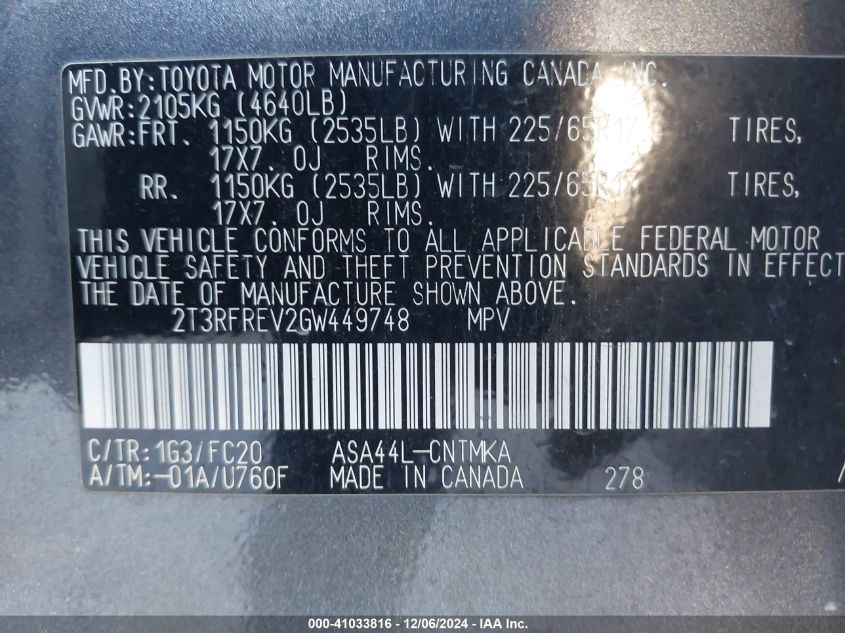 MFD. BY: TOYOTA MOTOR MANUFACTURING CANADA INC.
GVWR: 2105KG (4640LB)
GAWR: FRT. 1150KG (2535LB) WITH 225/65R17 TIRES,
17X7.0J RIMS.
RR. 1150KG (2535LB) WITH 225/65R17 TIRES,
17X7.0J RIMS.
THIS VEHICLE CONFORMS TO ALL APPLICABLE FEDERAL MOTOR
VEHICLE SAFETY AND THEFT PREVENTION STANDARDS IN EFFECT
THE DATE OF MANUFACTURE SHOWN ABOVE.
2T3RFREV2GW449748 MPV
C/TR: 1G3/FC20 ASA44L-CNTMKA
A/TM: -01A/U760F MADE IN CANADA 278
000-41033816 - 12/06/2024 - IAA Inc.